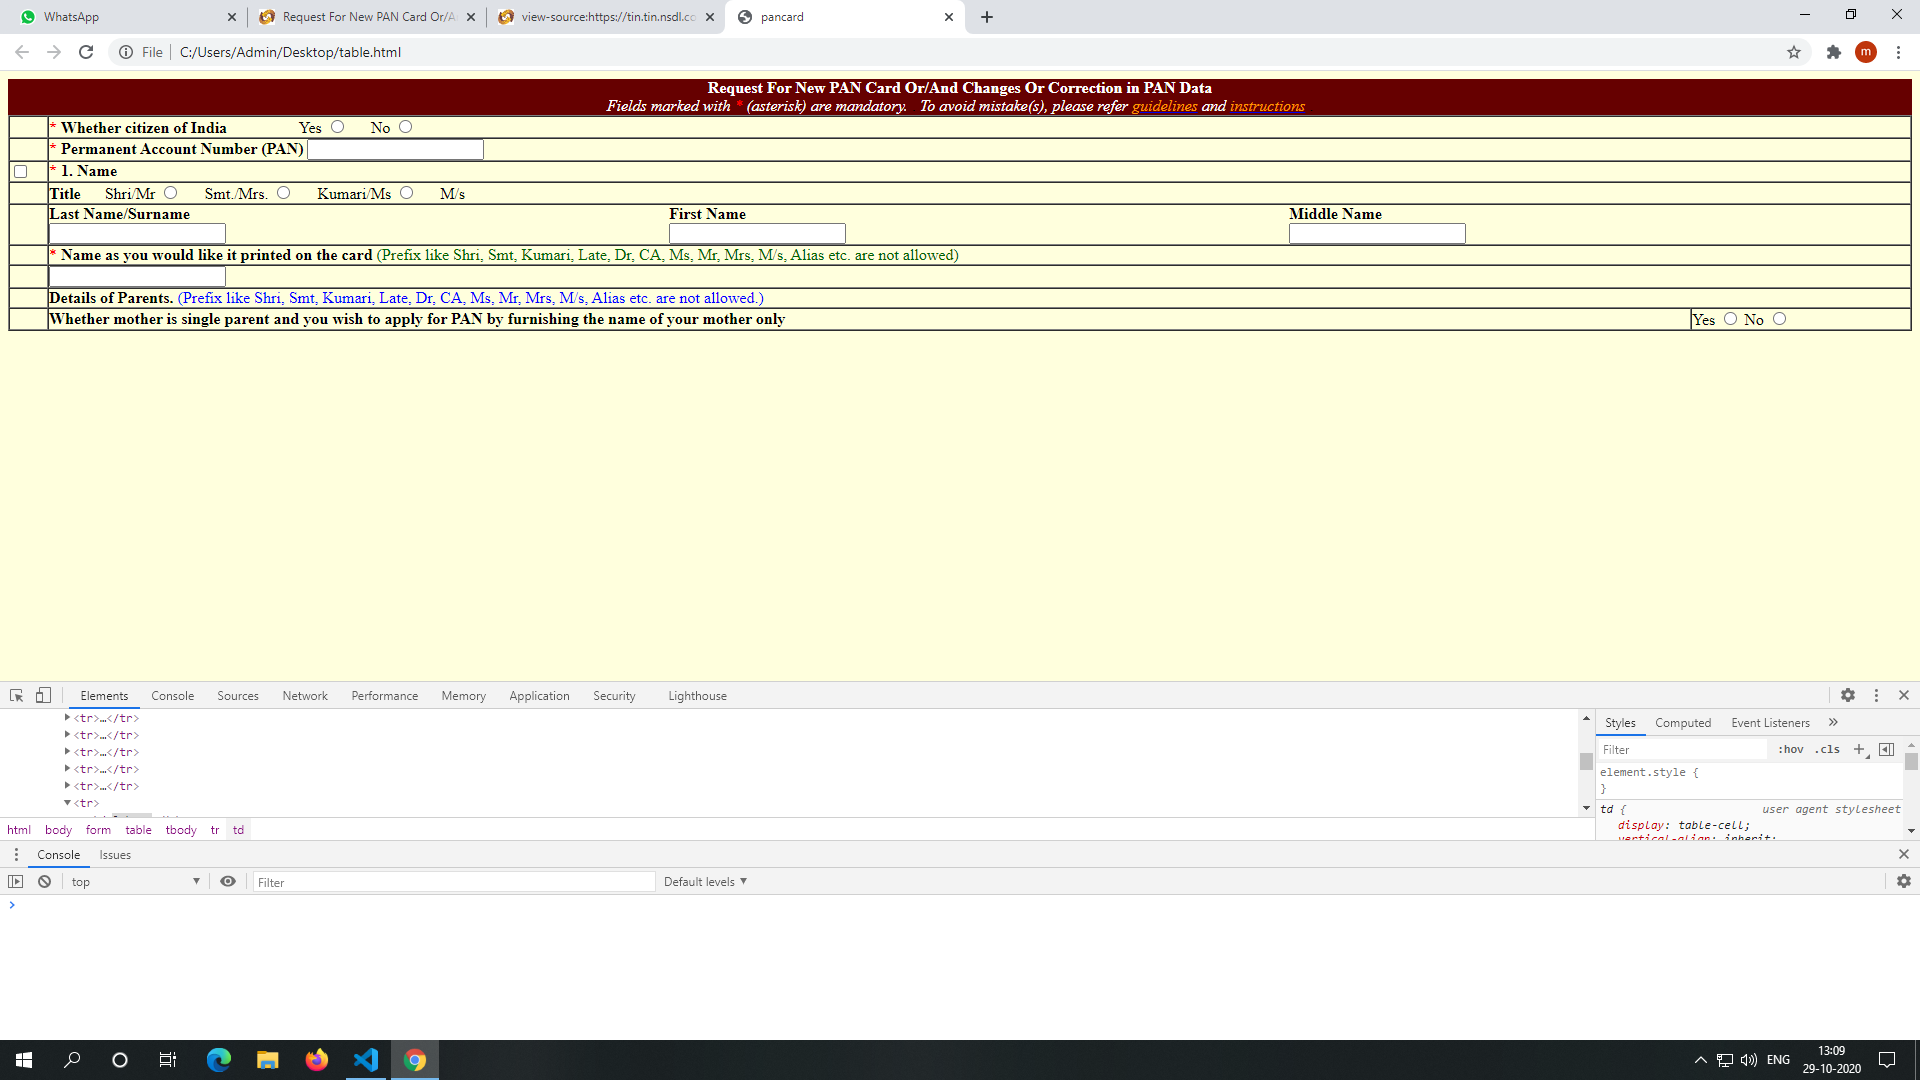 WhatsApp
Request For New PAN Card Or/A
view-source:https://tin.tin.nsdl.co
pancard
File
C:/Users/Admin/Desktop/table.html
m
Request For New PAN Card Or/And Changes Or Correction in PAN Data
Fields marked with * (asterisk) are mandatory. To avoid mistake(s), please refer guidelines and instructions
* Whether citizen of India Yes No
* Permanent Account Number (PAN)
* 1. Name
Title Shri/Mr Smt./Mrs. Kumari/Ms M/s
Last Name/Surname First Name Middle Name
* Name as you would like it printed on the card (Prefix like Shri, Smt, Kumari, Late, Dr, CA, Ms, Mr, Mrs, M/s, Alias etc. are not allowed)
Details of Parents. (Prefix like Shri, Smt, Kumari, Late, Dr, CA, Ms, Mr, Mrs, M/s, Alias etc. are not allowed.)
Whether mother is single parent and you wish to apply for PAN by furnishing the name of your mother only Yes No
Elements Console Sources Network Performance Memory Application Security Lighthouse
<tr>…</tr>
<tr>…</tr>
<tr>…</tr>
<tr>…</tr>
<tr>…</tr>
<tr>
html body form table tbody tr td
Styles Computed Event Listeners »
Filter :hov .cls +
element.style {
}
td { user agent stylesheet
display: table-cell;
vertical-align: inherit;
Console Issues
top Filter Default levels
ENG
13:09
29-10-2020